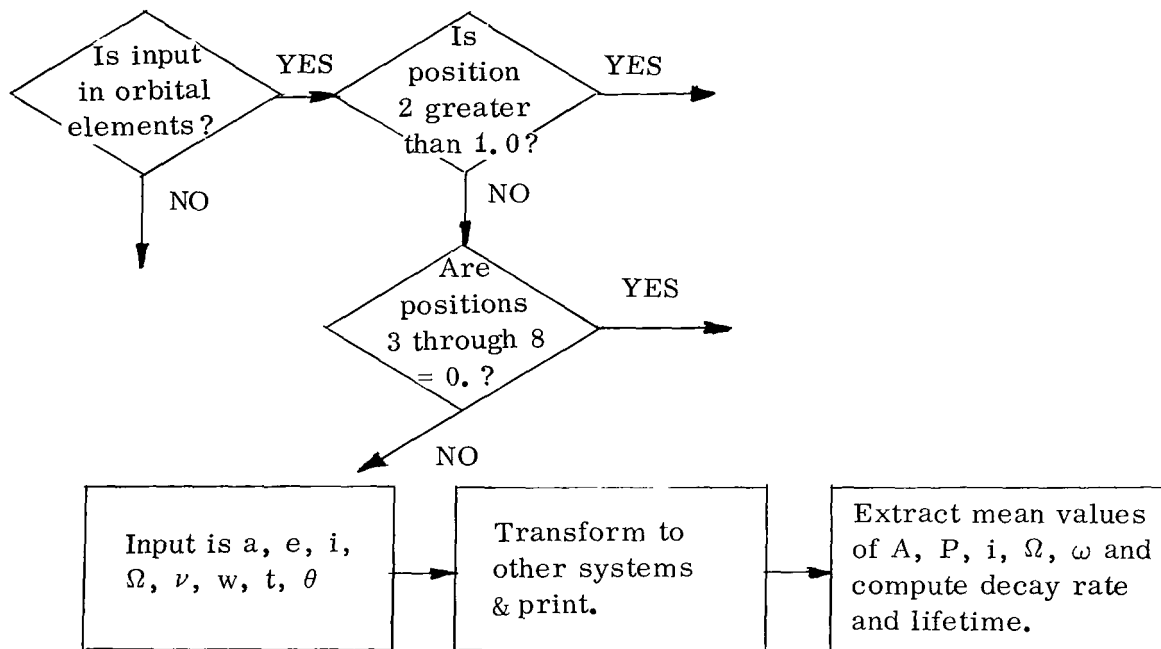 Is input
in orbital
elements?
YES
Is
position
2 greater
than 1.0?
YES
NO
NO
Are
positions
3 through 8
= 0. ?
YES
NO
Input is a, e, i,
Ω, ν, w, t, θ
Transform to
other systems
& print.
Extract mean values
of A, P, i, Ω, ω and
compute decay rate
and lifetime.